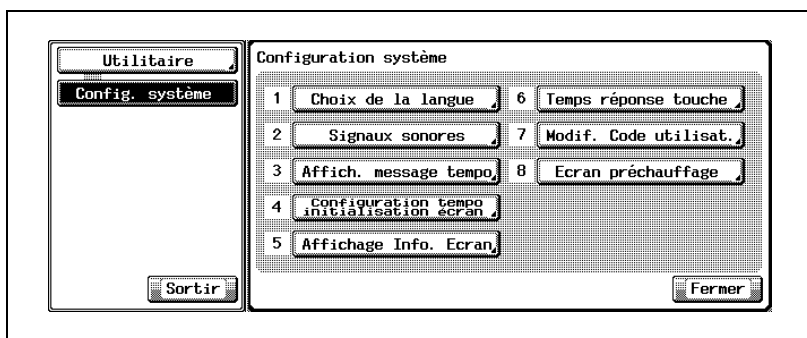 Utilitaire
Config. système
Sortir
Configuration système
1 Choix de la langue
2 Signaux sonores
3 Affich. message tempo
4 Configuration tempo
initialisation écran
5 Affichage Info. Ecran
6 Temps réponse touche
7 Modif. Code utilisat.
8 Ecran préchauffage
Fermer